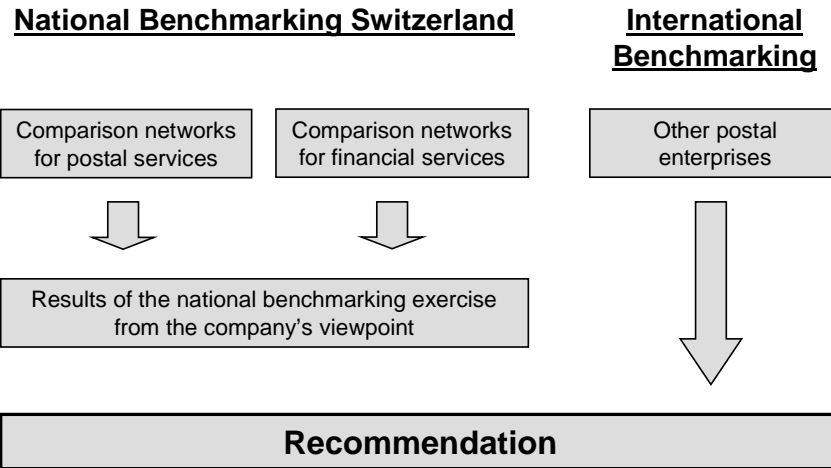 National Benchmarking Switzerland
International
Benchmarking
Comparison networks
for postal services
Comparison networks
for financial services
Other postal
enterprises
Results of the national benchmarking exercise
from the company’s viewpoint
Recommendation